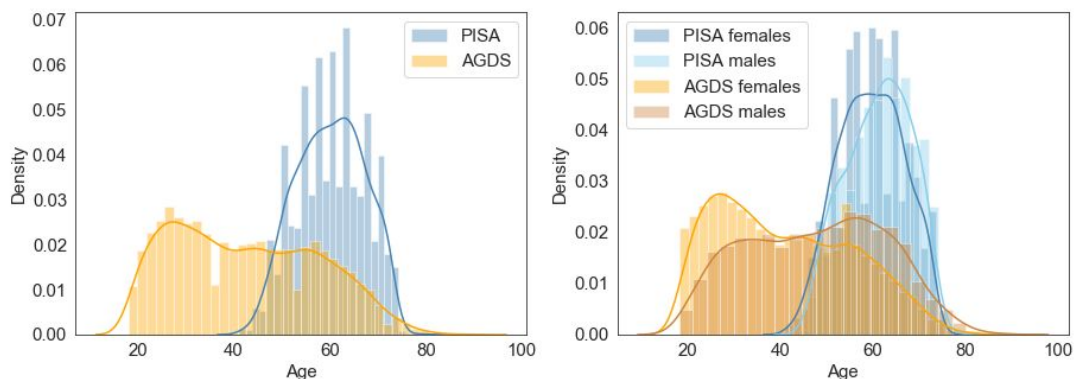 0.07
0.06
0.05
0.04
0.03
0.02
0.01
0.00
Density
20 40 60 80 100
Age
PISA
AGDS
0.06
0.05
0.04
0.03
0.02
0.01
0.00
Density
20 40 60 80 100
Age
PISA females
PISA males
AGDS females
AGDS males